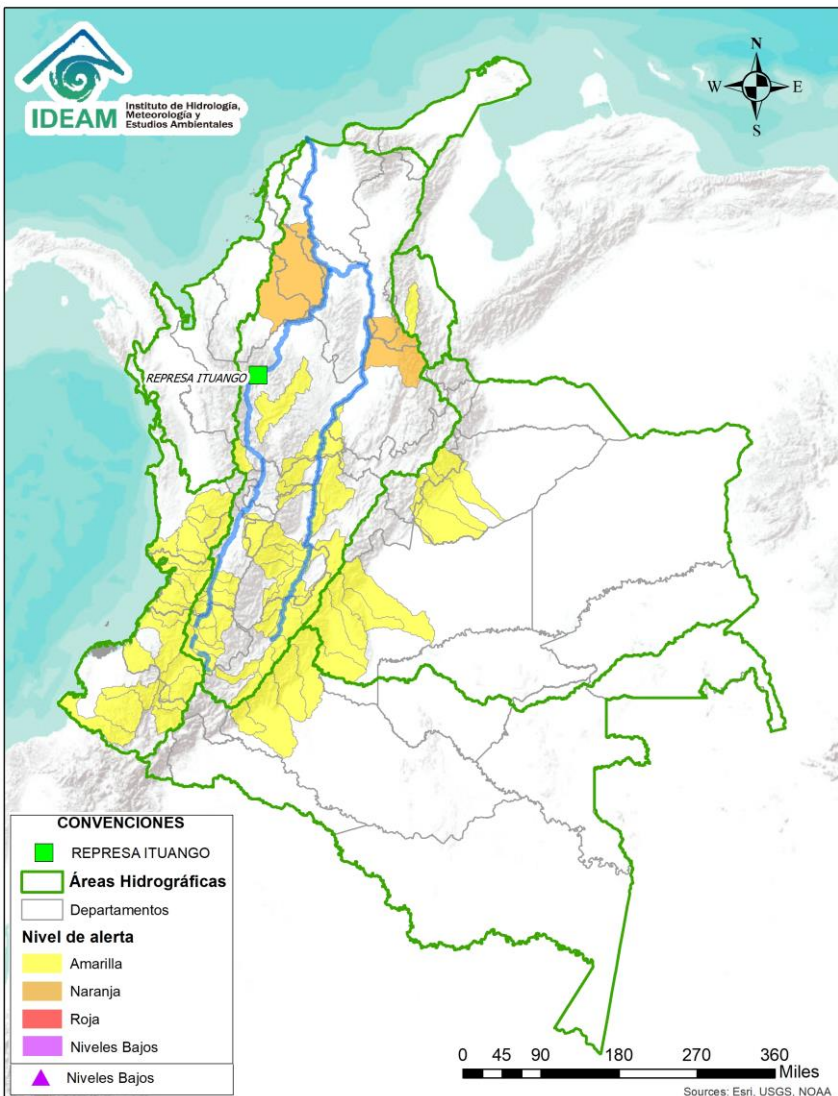 IDEAM
Instituto de Hidrología,
Meteorología y
Estudios Ambientales
N
W
E
S
REPRESA ITUANGO
CONVENCIONES
REPRESA ITUANGO
Áreas Hidrográficas
Departamentos
Nivel de alerta
Amarilla
Naranja
Roja
Niveles Bajos
Niveles Bajos
0 45 90 180 270 360
Miles
Sources: Esri, USGS, NOAA